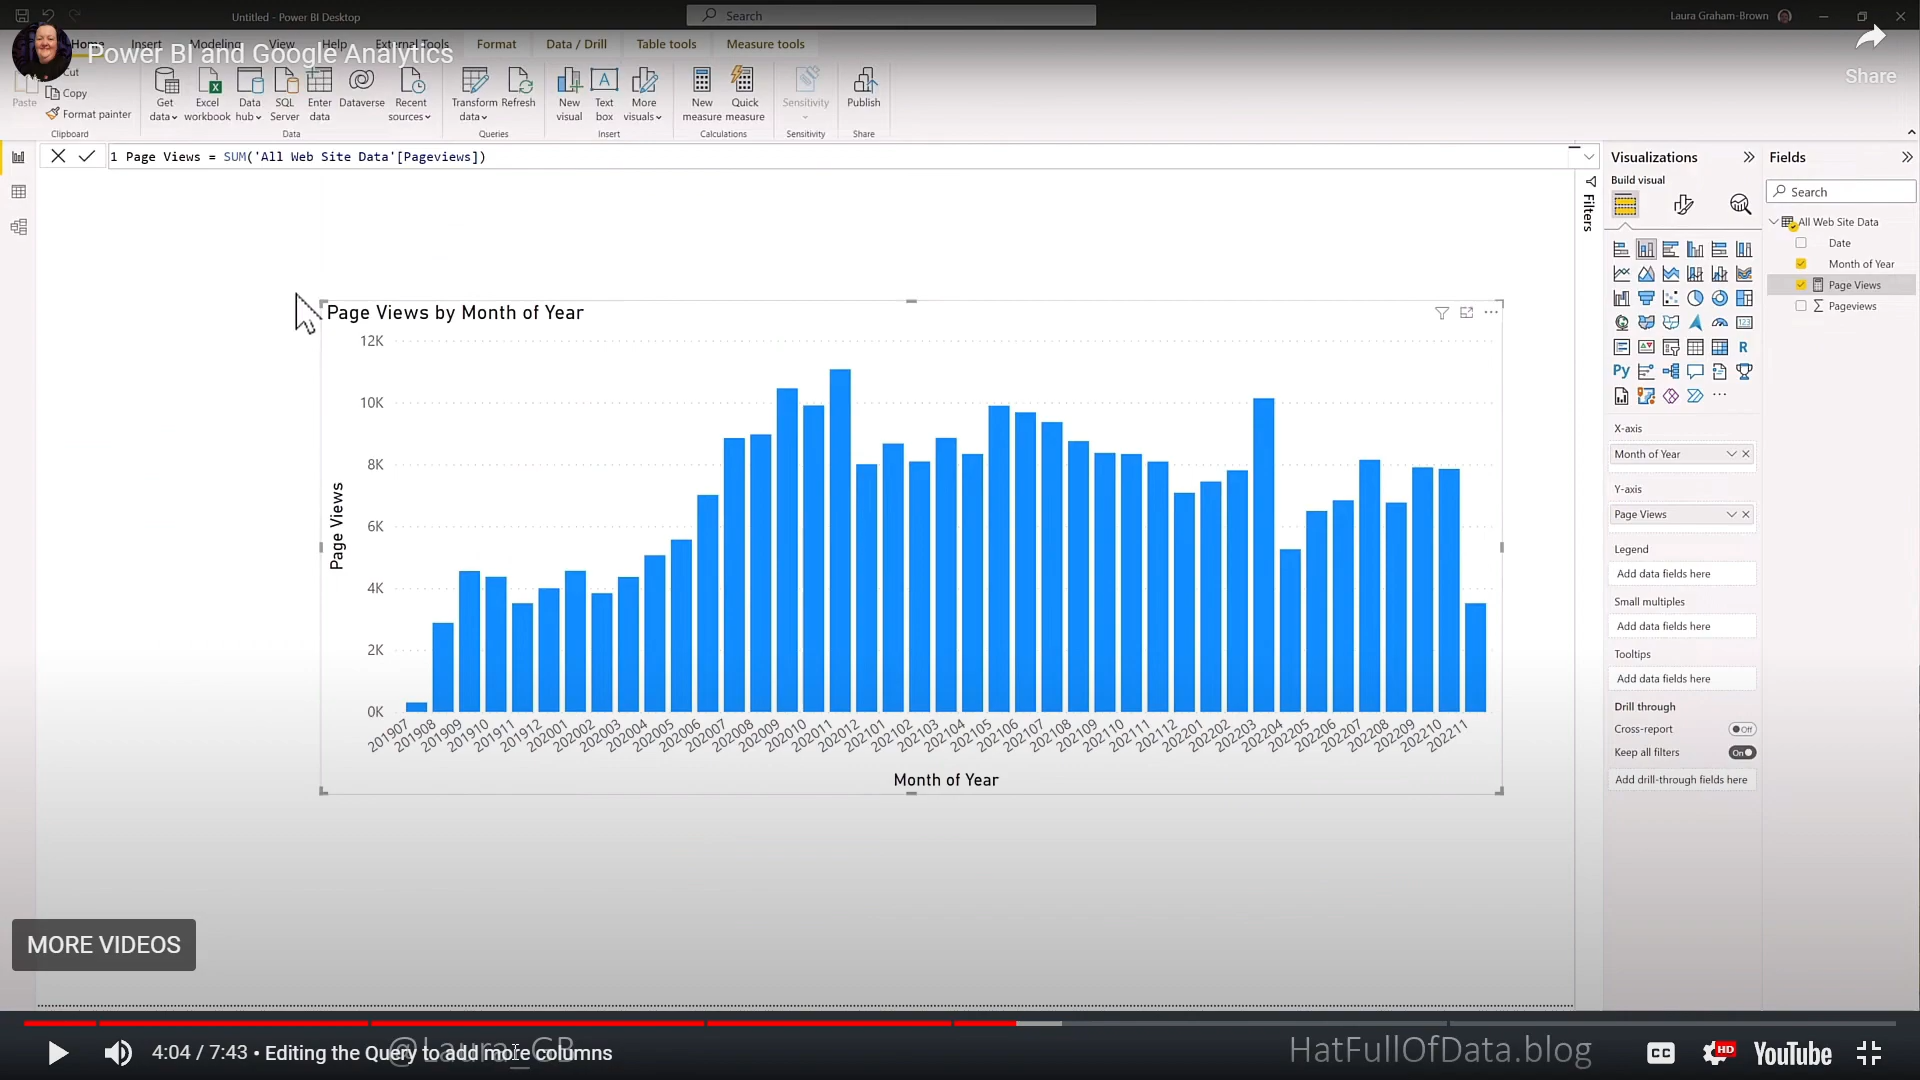 Untitled - Power BI Desktop
Search
Laura Graham-Brown
Home Insert Modeling View Help External Tools Format Data / Drill Table tools Measure tools
Power BI and Google Analytics
Share
Paste
Cut
Copy
Format painter
Get data
Excel workbook
Data hub
SQL Server
Enter data
Dataverse
Recent sources
Transform data
Refresh
New visual
Text box
More visuals
New measure
Quick measure
Sensitivity
Publish
Clipboard Data Queries Insert Calculations Sensitivity Share
1 Page Views = SUM('All Web Site Data'[Pageviews])
Filters
Visualizations
Build visual
R
Py
123
X-axis
Month of Year
Y-axis
Page Views
Legend
Add data fields here
Small multiples
Add data fields here
Tooltips
Add data fields here
Drill through
Cross-report
Off
Keep all filters
On
Add drill-through fields here
Fields
Search
All Web Site Data
Date
Month of Year
Page Views
Σ Pageviews
Page Views by Month of Year
12K
10K
8K
6K
4K
2K
0K
Page Views
201907 201908 201909 201910 201911 201912 202001 202002 202003 202004 202005 202006 202007 202008 202009 202010 202011 202012 202101 202102 202103 202104 202105 202106 202107 202108 202109 202110 202111 202112 202201 202202 202203 202204 202205 202206 202207 202208 202209 202210 202211
Month of Year
MORE VIDEOS
4:04 / 7:43 • Editing the Query to add more columns
@Laura_GB
HatFullOfData.blog
CC
HD
YouTube